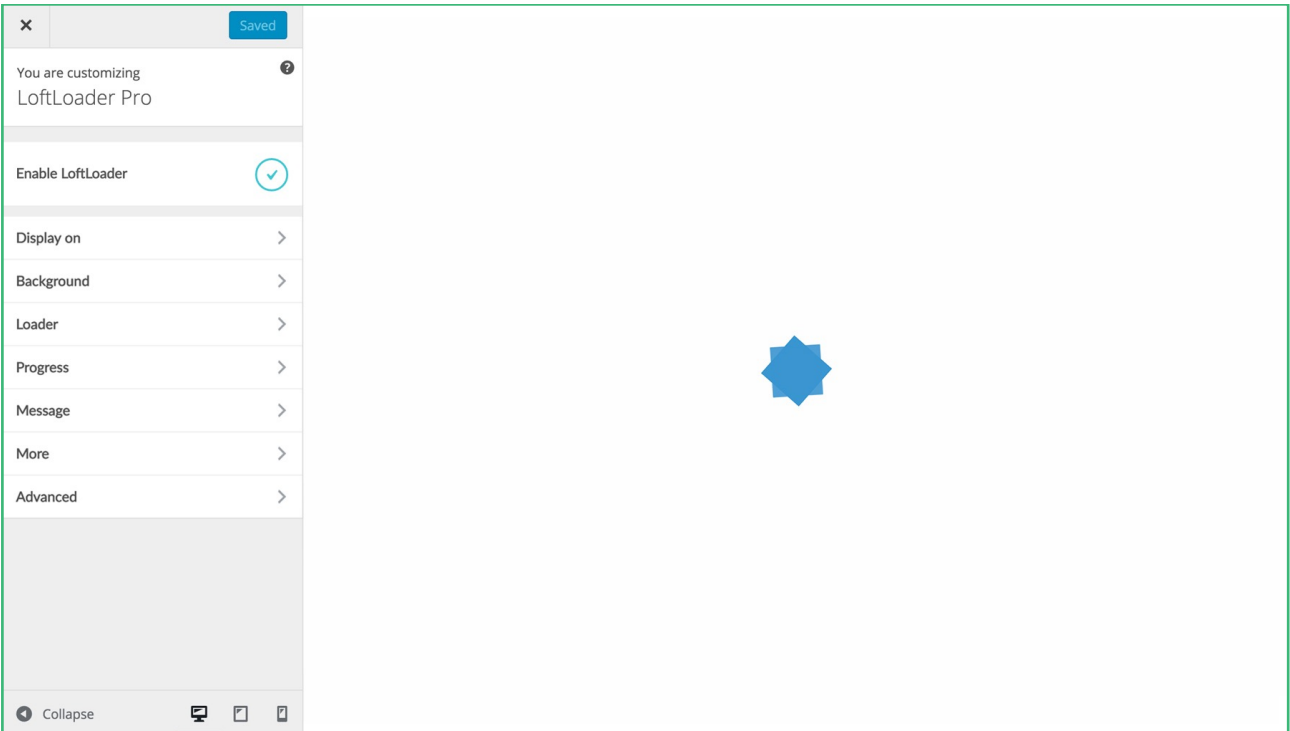 Saved
You are customizing
LoftLoader Pro
Enable LoftLoader
Display on
Background
Loader
Progress
Message
More
Advanced
Collapse